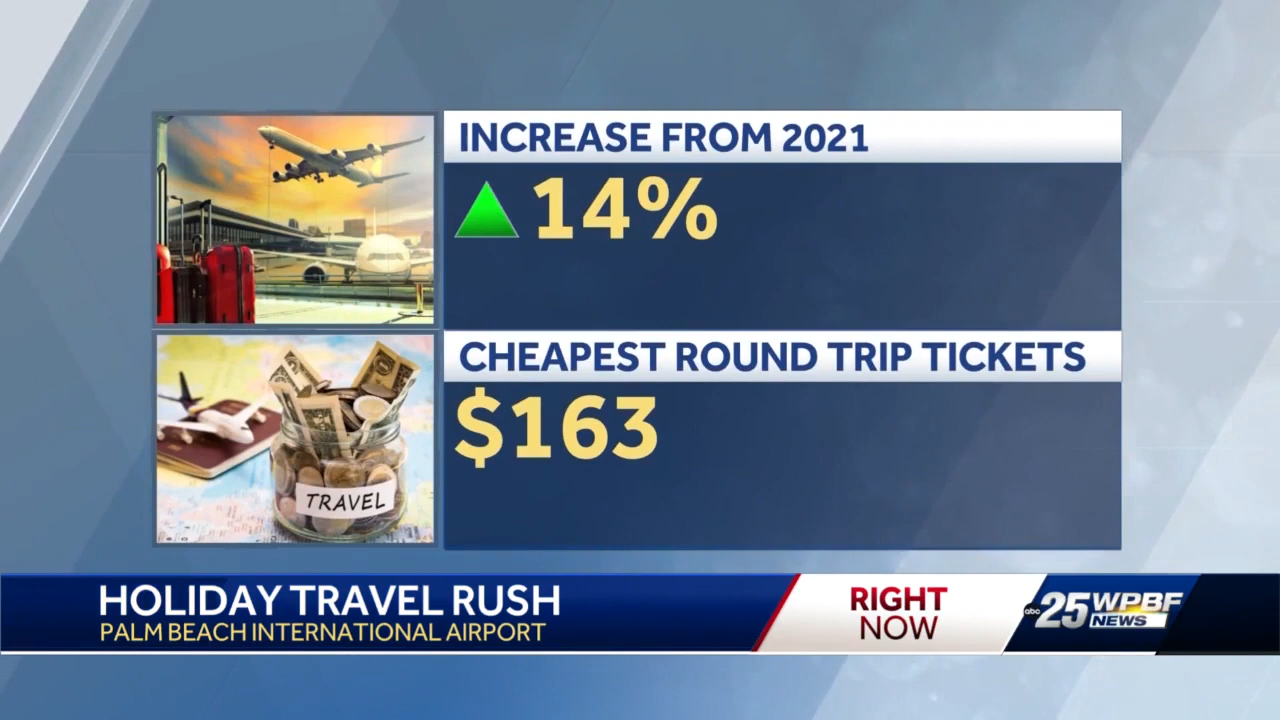 INCREASE FROM 2021
14%
CHEAPEST ROUND TRIP TICKETS
$163
TRAVEL
HOLIDAY TRAVEL RUSH
PALM BEACH INTERNATIONAL AIRPORT
RIGHT
NOW
abc 25 WPBF
NEWS